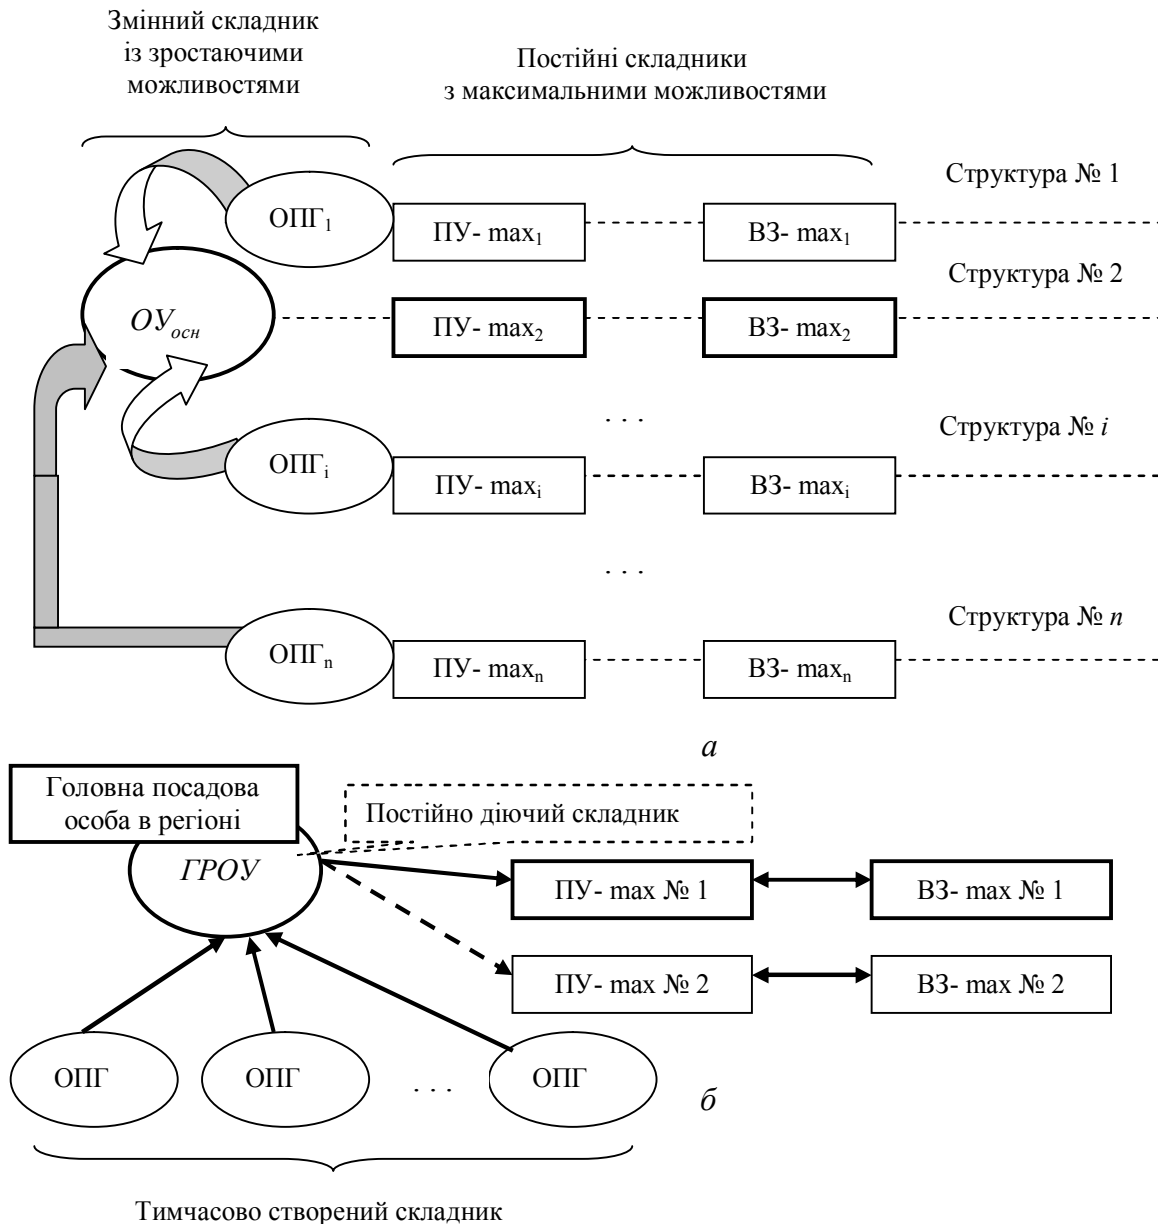 Змінний складник
із зростаючими
можливостями
Постійні складники
з максимальними можливостями
Структура № 1
ОПГ₁
ПУ- max₁
ВЗ- max₁
Структура № 2
ОУосн
ПУ- max₂
ВЗ- max₂
. . .
Структура № i
ОПГᵢ
ПУ- maxᵢ
ВЗ- maxᵢ
. . .
Структура № n
ОПГₙ
ПУ- maxₙ
ВЗ- maxₙ
а
Головна посадова
особа в регіоні
Постійно діючий складник
ГРОУ
ПУ- max № 1
ВЗ- max № 1
ПУ- max № 2
ВЗ- max № 2
ОПГ
ОПГ
. . .
ОПГ
б
Тимчасово створений складник